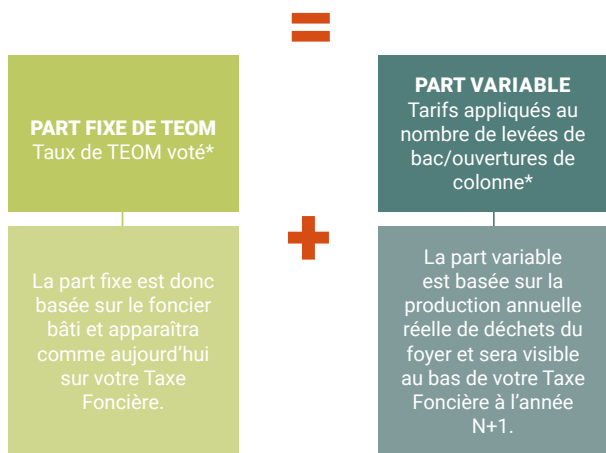 =
PART FIXE DE TEOM
Taux de TEOM voté*
La part fixe est donc
basée sur le foncier
bâti et apparaîtra
comme aujourd'hui
sur votre Taxe
Foncière.
+
PART VARIABLE
Tarifs appliqués au
nombre de levées de
bac/ouvertures de
colonne*
La part variable
est basée sur la
production annuelle
réelle de déchets du
foyer et sera visible
au bas de votre Taxe
Foncière à l’année
N+1.